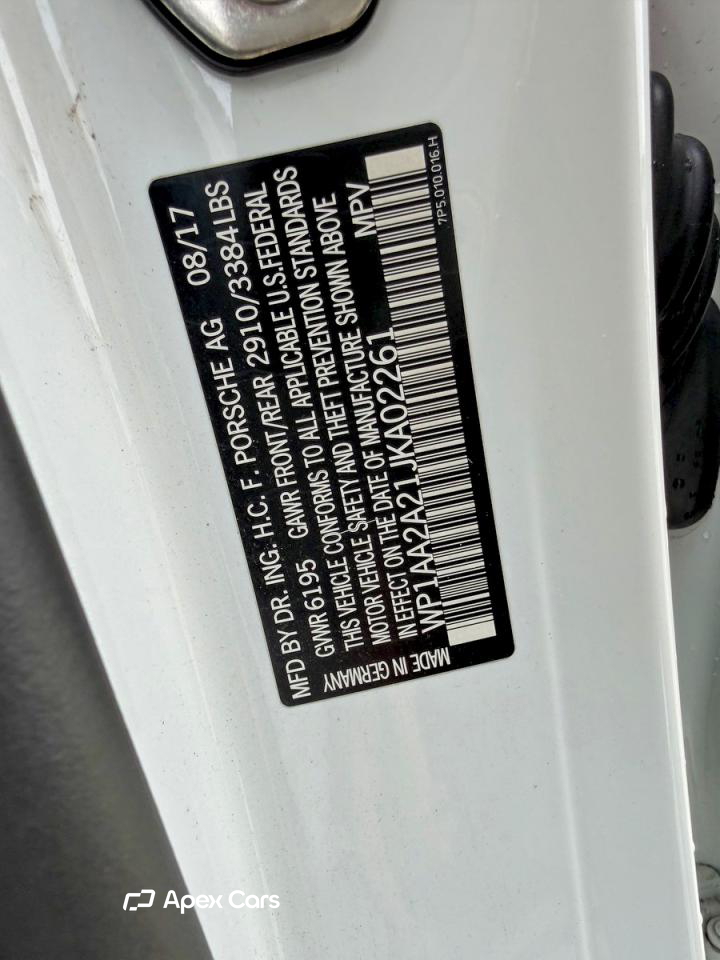 MFD BY DR. ING. H.C. F. PORSCHE AG 08/17
GVWR 6195 GAWR FRONT/REAR 2910/3384 LBS
THIS VEHICLE CONFORMS TO ALL APPLICABLE U.S.FEDERAL
MOTOR VEHICLE SAFETY AND THEFT PREVENTION STANDARDS
IN EFFECT ON THE DATE OF MANUFACTURE SHOWN ABOVE
WP1AA2A21JKA02261 MPV
MADE IN GERMANY
7P5.010.016.H
Apex Cars